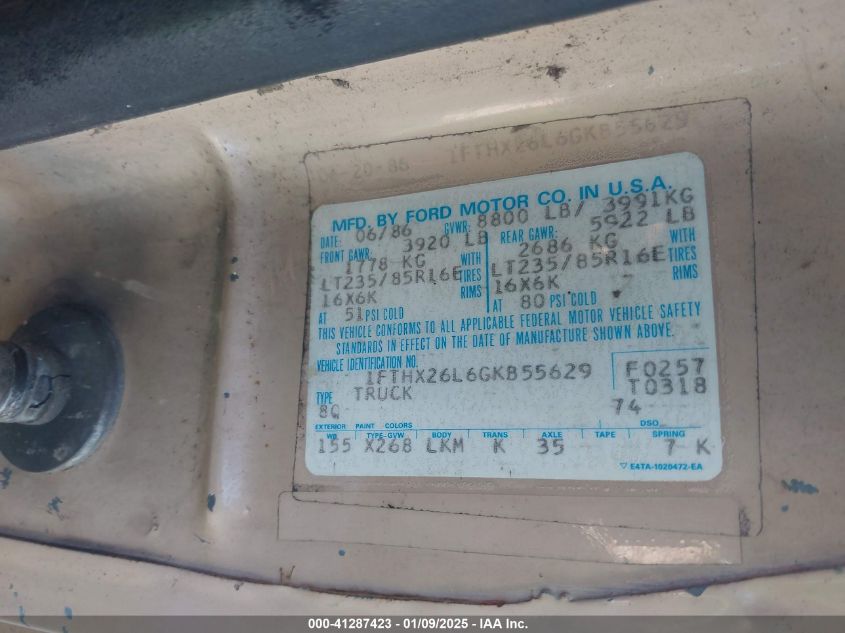 -20-86 1FTHX26L6GKB55629
MFD. BY FORD MOTOR CO. IN U.S.A.
DATE: 06/86 GVWR: 8800 LB/ 3991KG
FRONT GAWR: 3920 LB REAR GAWR: 5922 LB
1778 KG WITH 2686 KG WITH
LT235/85R16E TIRES LT235/85R16E TIRES
16X6K RIMS 16X6K RIMS
AT 51 PSI COLD AT 80 PSI COLD
THIS VEHICLE CONFORMS TO ALL APPLICABLE FEDERAL MOTOR VEHICLE SAFETY
STANDARDS IN EFFECT ON THE DATE OF MANUFACTURE SHOWN ABOVE.
VEHICLE IDENTIFICATION NO.
1FTHX26L6GKB55629 F0257
TYPE TRUCK T0318
8Q 74
EXTERIOR PAINT COLORS DSO
WB TYPE-GVW BODY TRANS AXLE TAPE SPRING
155 X268 LKM K 35 7 K
▽ E4TA-1020472-EA
000-41287423 - 01/09/2025 - IAA Inc.